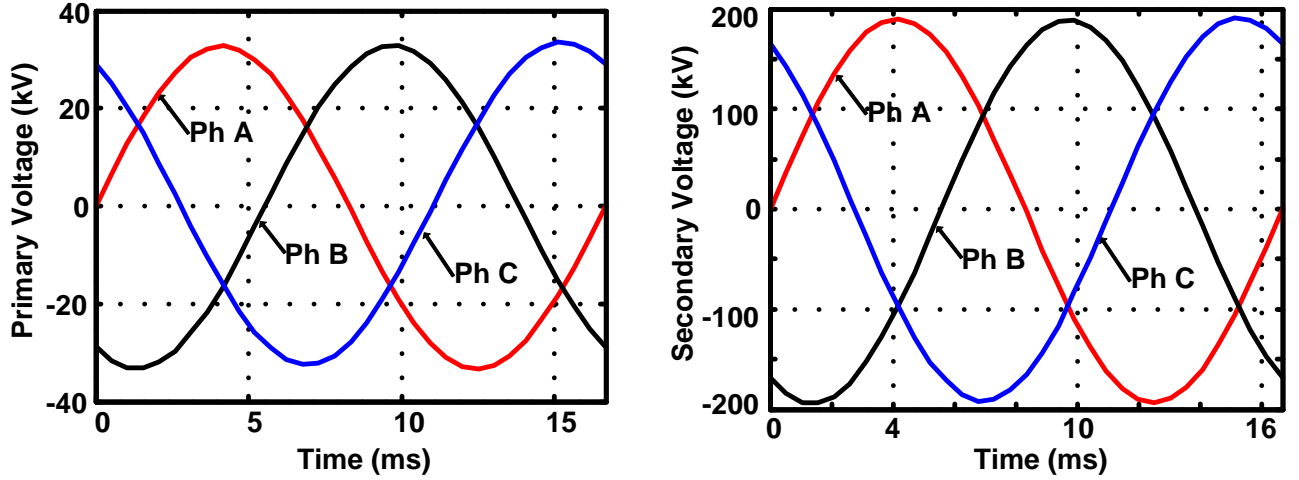 Primary Voltage (kV)
40
20
0
-20
-40
Ph A
Ph B
Ph C
0
5
10
15
Time (ms)
Secondary Voltage (kV)
200
100
0
-100
-200
Ph A
Ph B
Ph C
0
4
10
16
Time (ms)